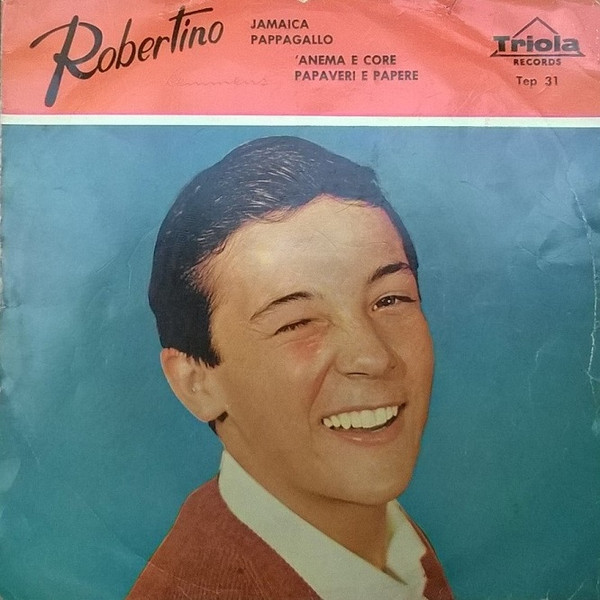 Robertino
JAMAICA
PAPPAGALLO
'ANEMA E CORE
PAPAVERI E PAPERE
Triola
RECORDS
Tep 31